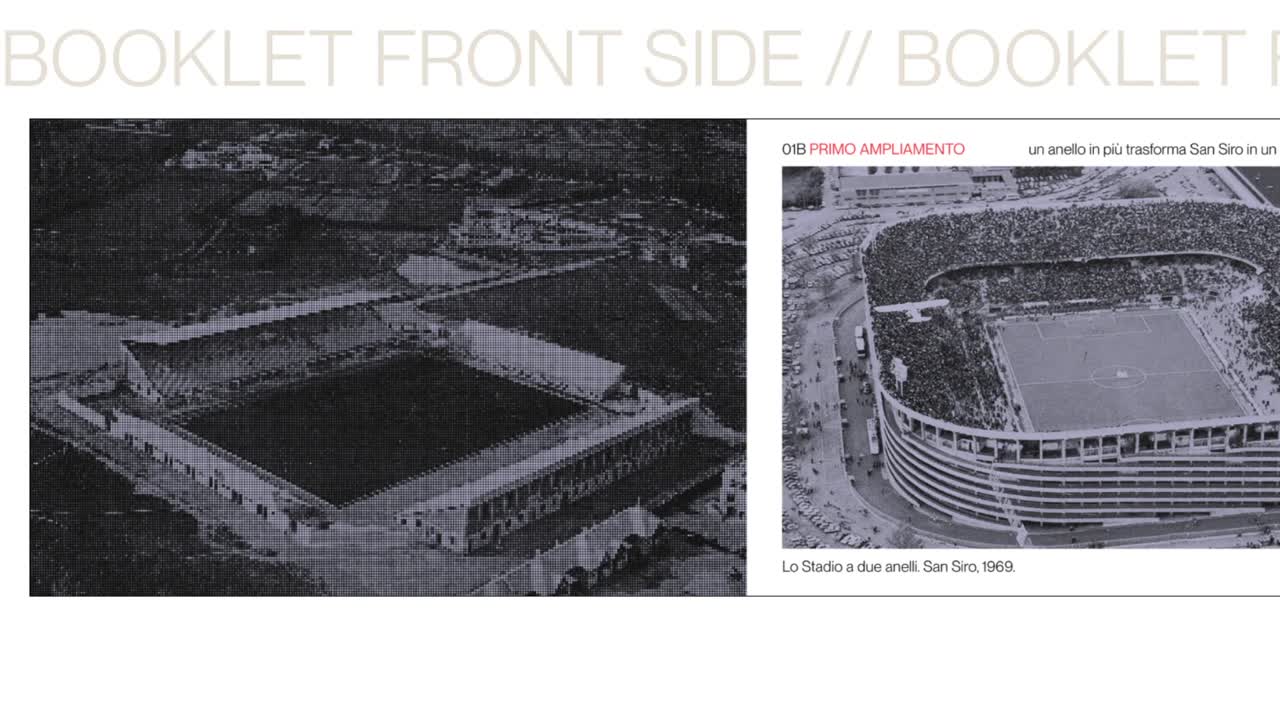 BOOKLET FRONT SIDE // BOOKLET
01B PRIMO AMPLIAMENTO
un anello in più trasforma San Siro in un
Lo Stadio a due anelli. San Siro, 1969.